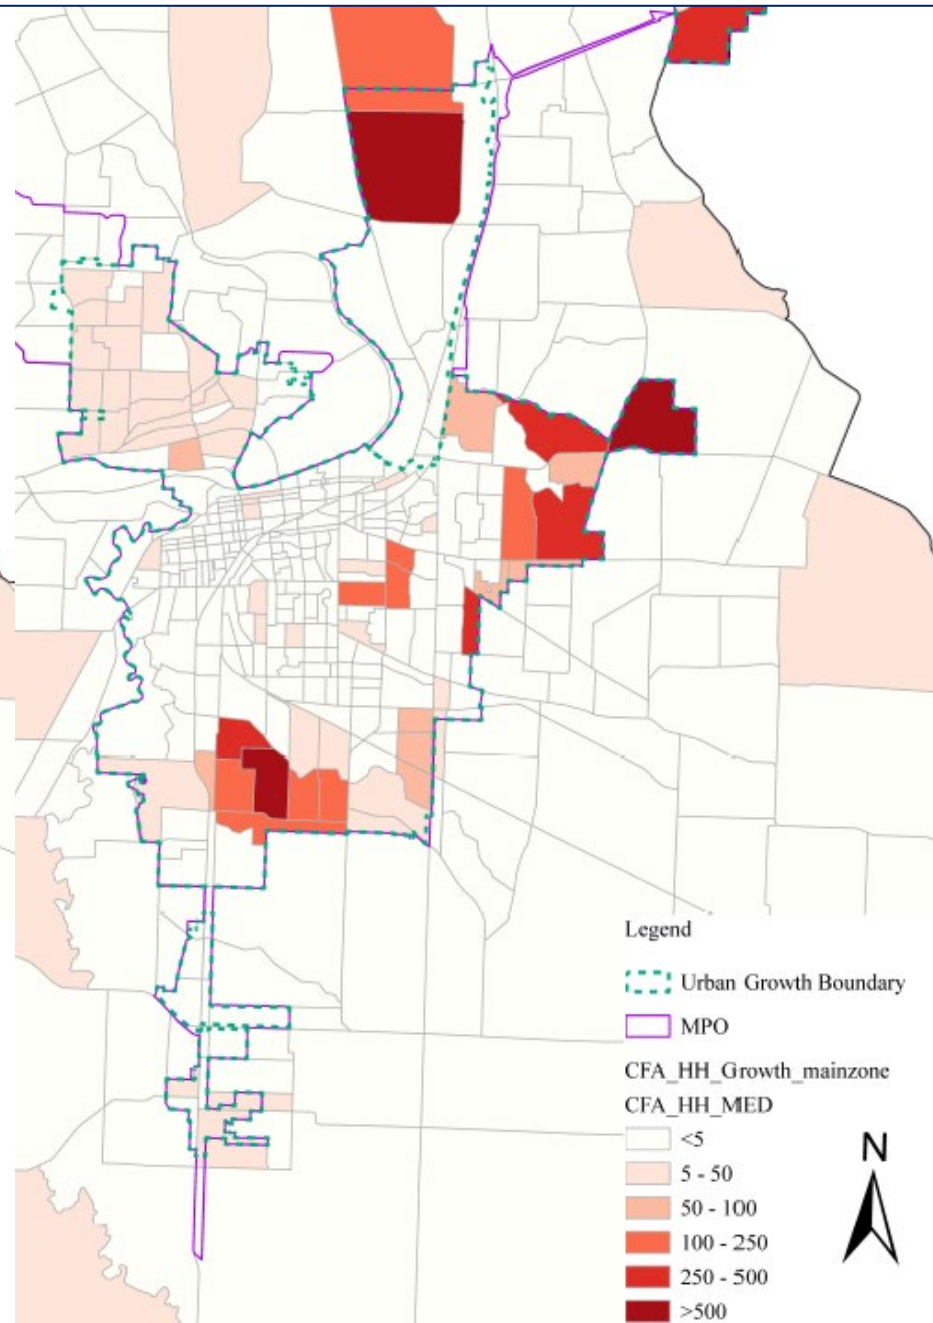 Legend
Urban Growth Boundary
MPO
CFA_HH_Growth_mainzone
CFA_HH_MED
<5
5 - 50
50 - 100
100 - 250
250 - 500
>500
N